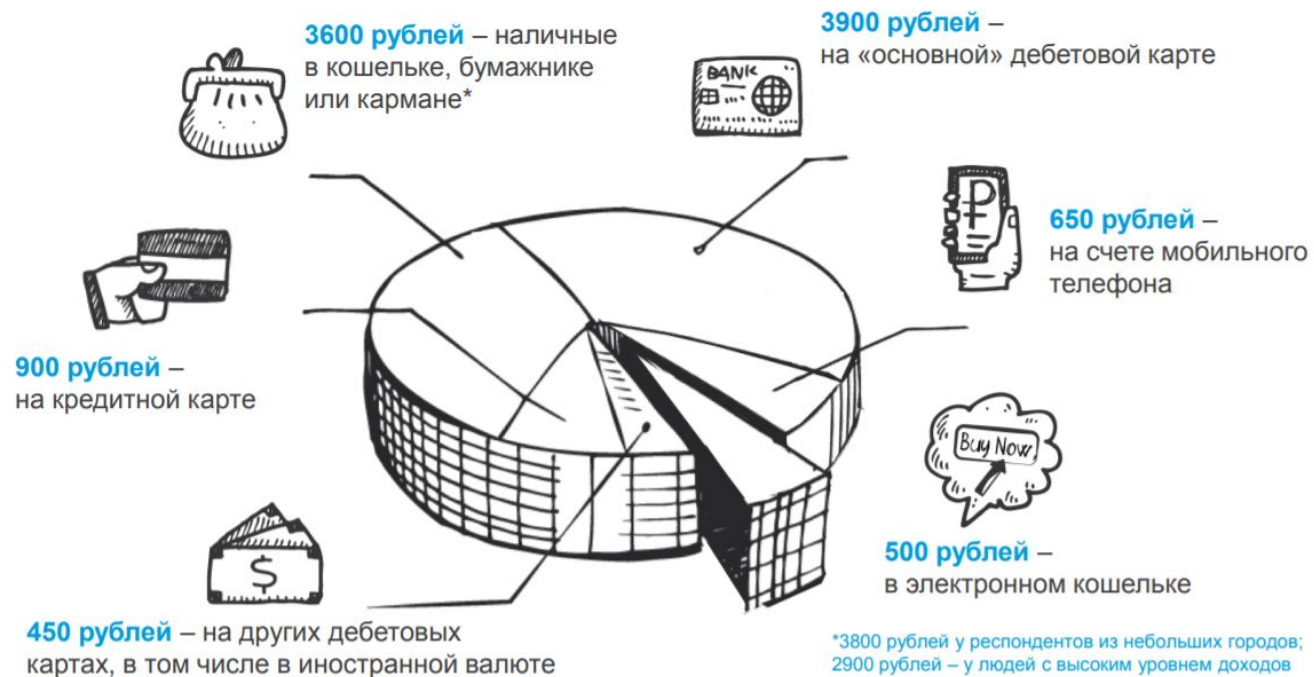 3600 рублей – наличные
в кошельке, бумажнике
или кармане*
3900 рублей –
на «основной» дебетовой карте
BANK
₽
650 рублей –
на счете мобильного
телефона
900 рублей –
на кредитной карте
Buy Now
500 рублей –
в электронном кошельке
$
450 рублей – на других дебетовых
картах, в том числе в иностранной валюте
*3800 рублей у респондентов из небольших городов;
2900 рублей – у людей с высоким уровнем доходов